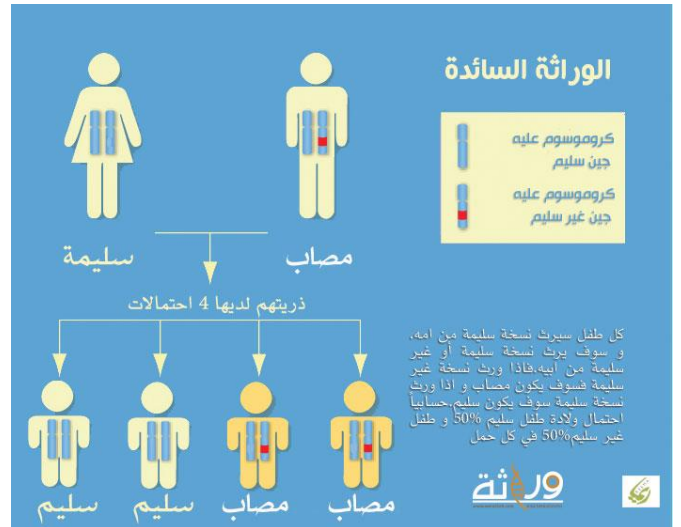 الوراثة السائدة
كروموسوم عليه
جين سليم
كروموسوم عليه
جين غير سليم
سليمة
مصاب
ذريتهم لديها 4 احتمالات
كل طفل سيرث نسخة سليمة من امه.
و سوف يرث نسخة سليمة أو غير
سليمة من ابيه.فاذا ورث نسخة غير
سليمة فسوف يكون مصاب و اذا ورث
نسخة سليمة سوف يكون سليم.حسابياً
احتمال ولادة طفل سليم %50 و طفل
غير سليم%50 في كل حمل
سليم
سليم
مصاب
مصاب
وراثة